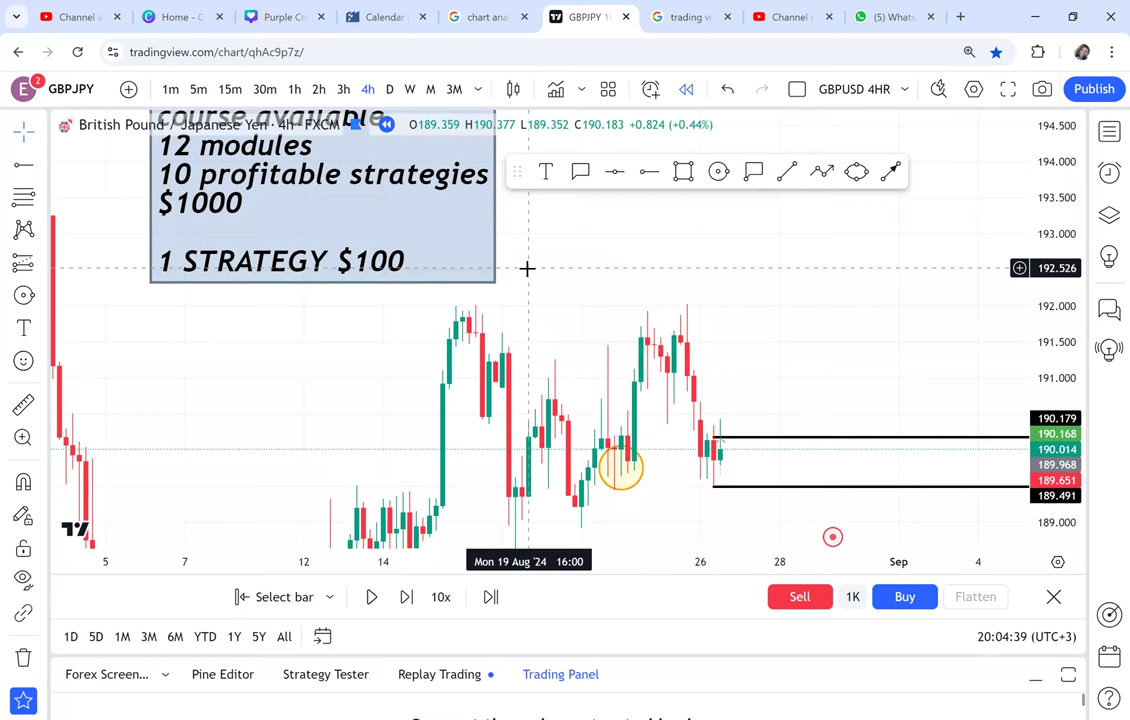 Channel a
Home - C
Purple Cr
Calendar
chart ana
GBPJPY 1
trading w
Channel
(5) Whats
tradingview.com/chart/qhAc9p7z/
E 2 GBPJPY 1m 5m 15m 30m 1h 2h 3h 4h D W M 3M GBPUSD 4HR Publish
course available
British Pound / Japanese Yen · 4h · FXCM O189.359 H190.377 L189.352 C190.183 +0.824 (+0.44%)
12 modules
10 profitable strategies
$1000
1 STRATEGY $100
194.500
194.000
193.500
193.000
192.526
192.000
191.500
191.000
190.179
190.168
190.014
189.968
189.651
189.491
189.000
5 7 12 14 Mon 19 Aug '24 16:00 26 28 Sep 4
Select bar 10x Sell 1K Buy Flatten
1D 5D 1M 3M 6M YTD 1Y 5Y All 20:04:39 (UTC+3)
Forex Screen... Pine Editor Strategy Tester Replay Trading Trading Panel